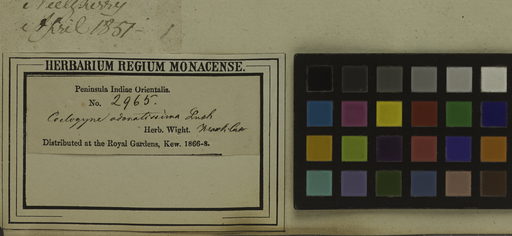 Neelgherry
April 1851
HERBARIUM REGIUM MONACENSE.
Peninsula Indiae Orientalis.
No. 2965.
Coelogyne odoratissima Lindl
Herb. Wight.
Distributed at the Royal Gardens, Kew. 1866-8.